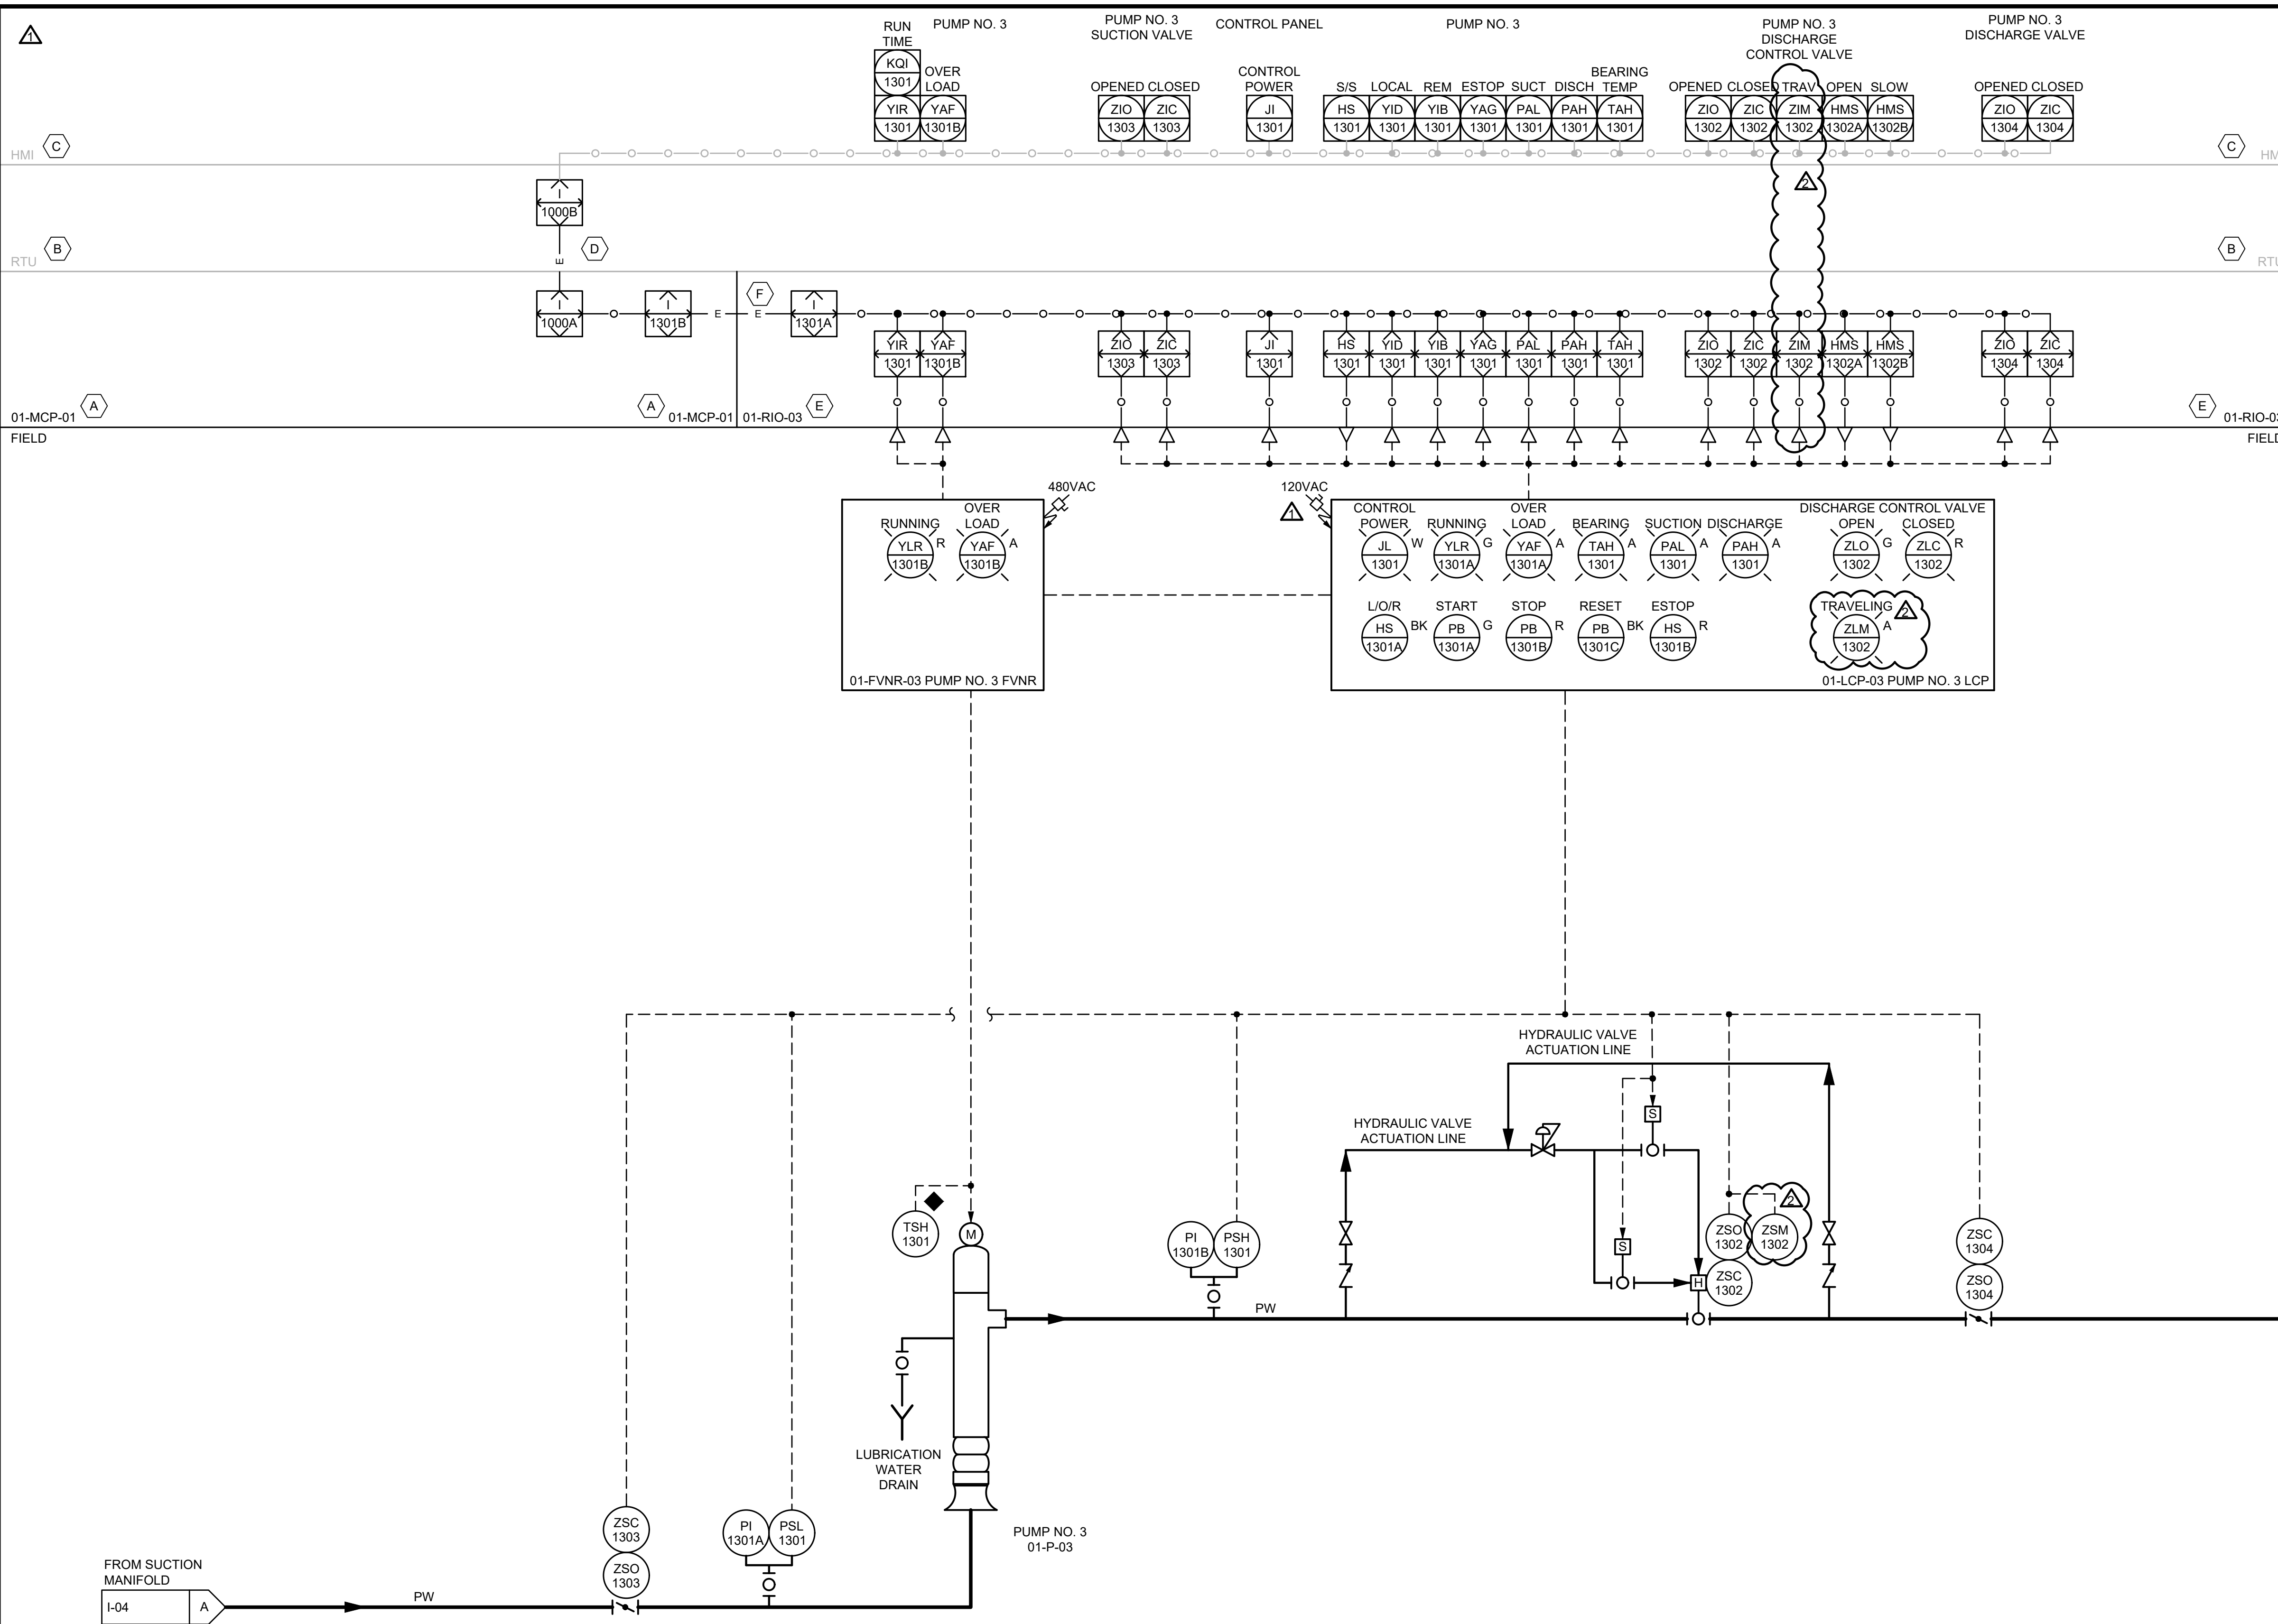 1
RUN TIME
PUMP NO. 3
PUMP NO. 3 SUCTION VALVE
CONTROL PANEL
PUMP NO. 3
PUMP NO. 3 DISCHARGE CONTROL VALVE
PUMP NO. 3 DISCHARGE VALVE
KQI 1301
OVER LOAD
OPENED CLOSED
CONTROL POWER
S/S LOCAL REM ESTOP SUCT DISCH BEARING TEMP
OPENED CLOSED TRAV OPEN SLOW
OPENED CLOSED
YIR 1301
YAF 1301B
ZIO 1303
ZIC 1303
JI 1301
HS 1301
YID 1301
YIB 1301
YAG 1301
PAL 1301
PAH 1301
TAH 1301
ZIO 1302
ZIC 1302
ZIM 1302
HMS 1302A
HMS 1302B
ZIO 1304
ZIC 1304
HMI C
C HM
I 1000B
2
RTU B
D
E
B RTU
I 1000A
I 1301B
E
F
E
I 1301A
YIR 1301
YAF 1301B
ZIO 1303
ZIC 1303
JI 1301
HS 1301
YID 1301
YIB 1301
YAG 1301
PAL 1301
PAH 1301
TAH 1301
ZIO 1302
ZIC 1302
ZIM 1302
HMS 1302A
HMS 1302B
ZIO 1304
ZIC 1304
01-MCP-01 A
A 01-MCP-01
01-RIO-03 E
E 01-RIO-03
FIELD
FIELD
480VAC
120VAC
1
RUNNING
OVER LOAD
YLR 1301B R
YAF 1301B A
01-FVNR-03 PUMP NO. 3 FVNR
CONTROL POWER
RUNNING
OVER LOAD
BEARING
SUCTION
DISCHARGE
DISCHARGE CONTROL VALVE
OPEN
CLOSED
JL 1301 W
YLR 1301A G
YAF 1301A A
TAH 1301 A
PAL 1301 A
PAH 1301 A
ZLO 1302 G
ZLC 1302 R
L/O/R
START
STOP
RESET
ESTOP
TRAVELING
2
HS 1301A BK
PB 1301A G
PB 1301B R
PB 1301C BK
HS 1301B R
ZLM 1302 A
01-LCP-03 PUMP NO. 3 LCP
HYDRAULIC VALVE
ACTUATION LINE
S
HYDRAULIC VALVE
ACTUATION LINE
TSH 1301
M
PI 1301B
PSH 1301
S
H
ZSO 1302
ZSM 1302
2
ZSC 1302
ZSC 1304
ZSO 1304
PW
LUBRICATION
WATER
DRAIN
ZSC 1303
ZSO 1303
PI 1301A
PSL 1301
PUMP NO. 3
01-P-03
FROM SUCTION
MANIFOLD
I-04 A
PW